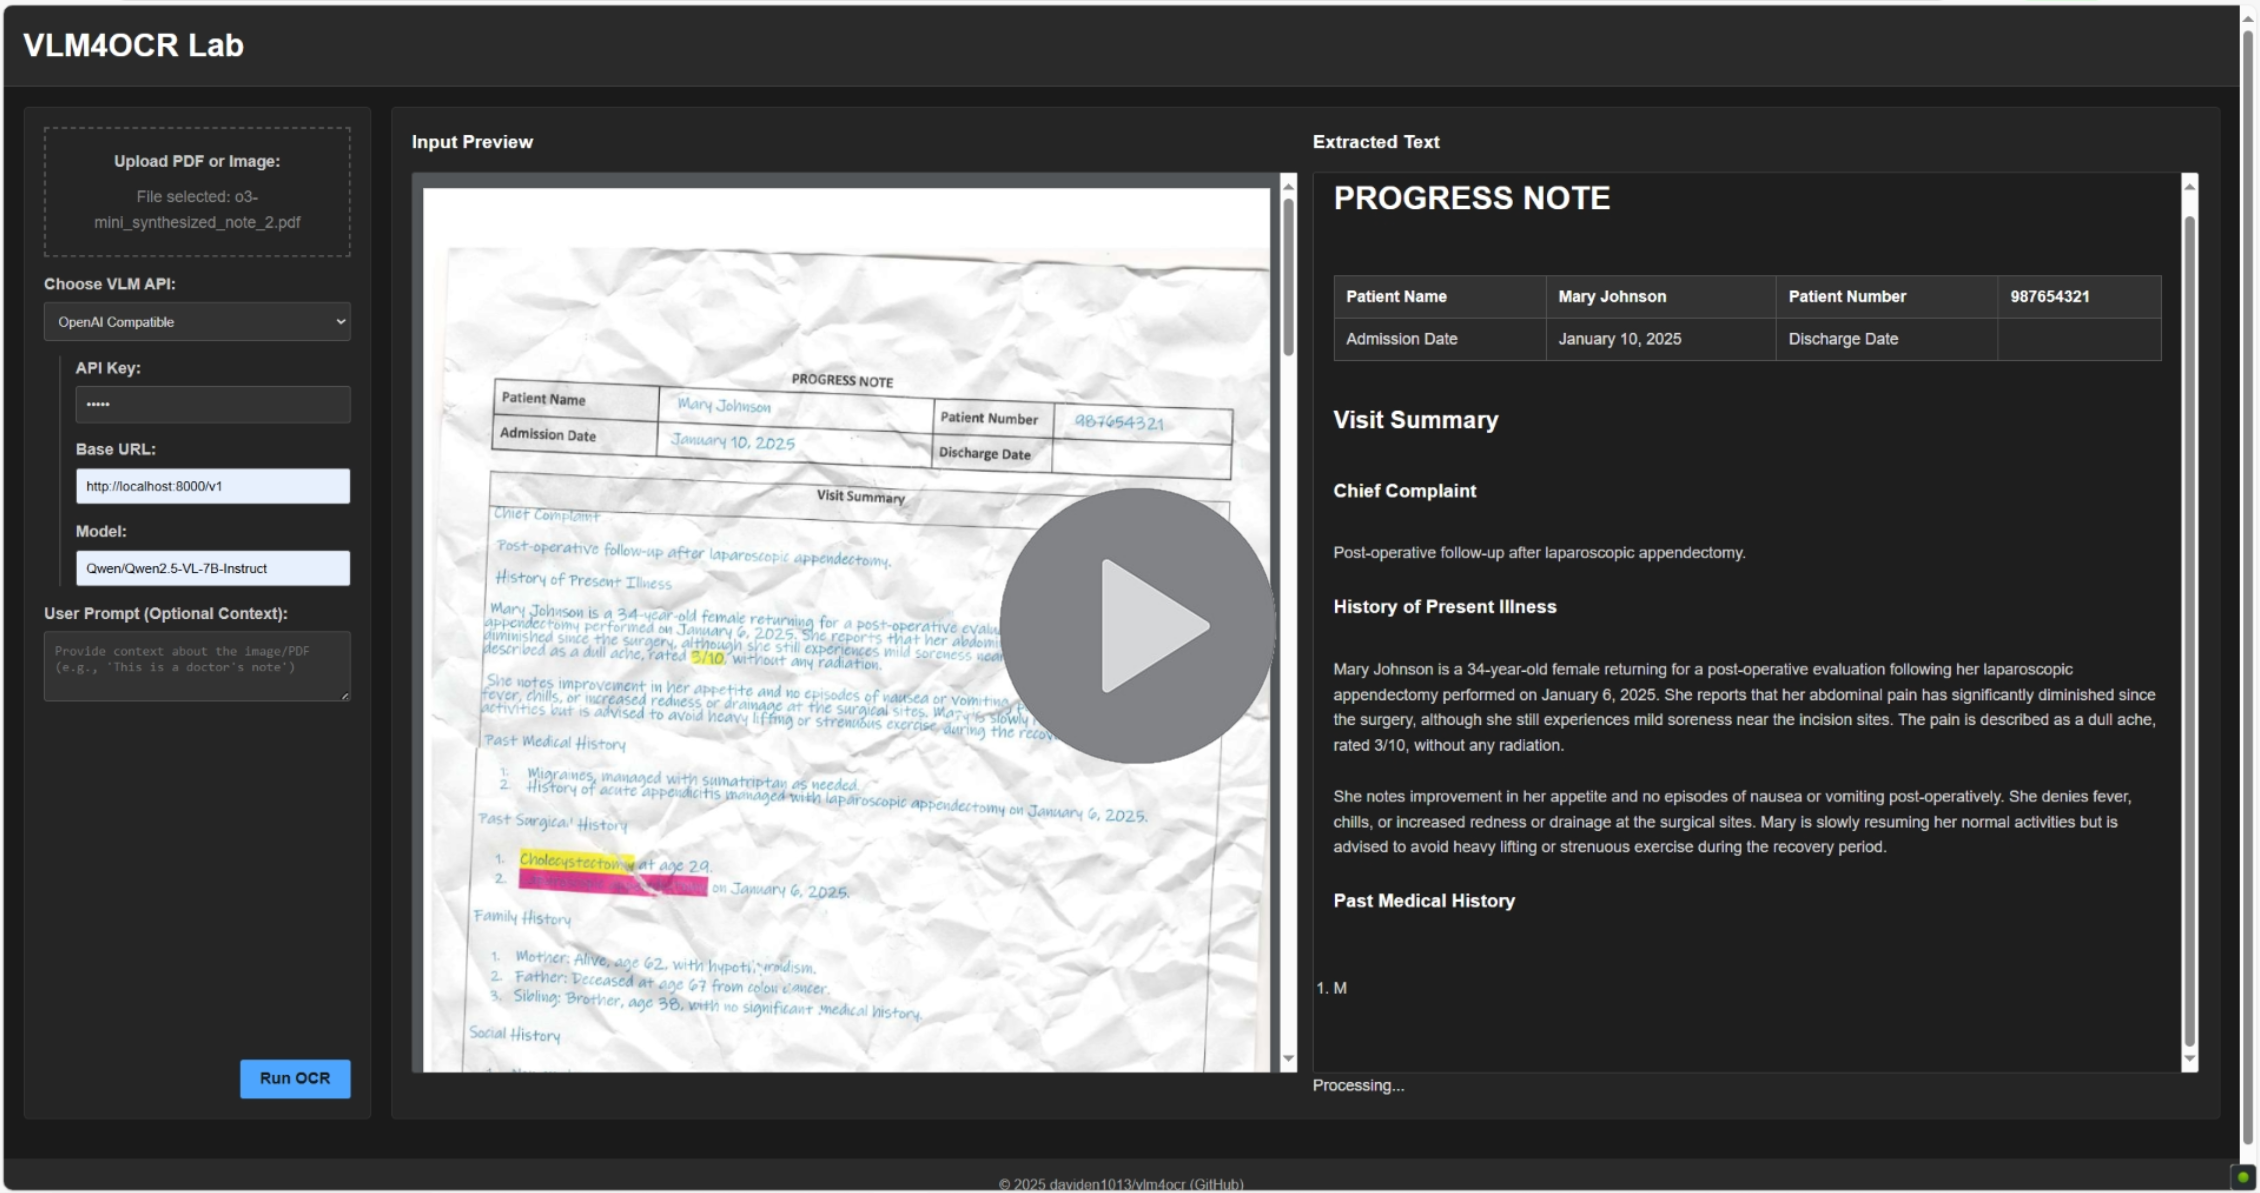 VLM4OCR Lab
Upload PDF or Image:
File selected: o3-
mini_synthesized_note_2.pdf
Choose VLM API:
OpenAI Compatible
API Key:
•••••
Base URL:
http://localhost:8000/v1
Model:
Qwen/Qwen2.5-VL-7B-Instruct
User Prompt (Optional Context):
Provide context about the image/PDF
(e.g., 'This is a doctor's note')
Run OCR
Input Preview
PROGRESS NOTE
Patient Name Mary Johnson Patient Number 987654321
Admission Date January 10, 2025 Discharge Date
Visit Summary
Chief Complaint
Post-operative follow-up after laparoscopic appendectomy.
History of Present Illness
Mary Johnson is a 34-year-old female returning for a post-operative evalu
appendectomy performed on January 6, 2025. She reports that her abdomi
diminished since the surgery, although she still experiences mild soreness near
described as a dull ache, rated 3/10, without any radiation.
She notes improvement in her appetite and no episodes of nausea or vomiting
fever, chills, or increased redness or drainage at the surgical sites. Mary is slowly
activities but is advised to avoid heavy lifting or strenuous exercise during the recov
Past Medical History
1. Migraines, managed with sumatriptan as needed.
2. History of acute appendicitis managed with laparoscopic appendectomy on January 6, 2025.
Past Surgical History
1. Cholecystectomy at age 29.
2. on January 6, 2025.
Family History
1. Mother: Alive, age 62, with hypothyroidism.
2. Father: Deceased at age 67 from colon cancer.
3. Sibling: Brother, age 38, with no significant medical history.
Social History
Extracted Text
PROGRESS NOTE
Patient Name Mary Johnson Patient Number 987654321
Admission Date January 10, 2025 Discharge Date
Visit Summary
Chief Complaint
Post-operative follow-up after laparoscopic appendectomy.
History of Present Illness
Mary Johnson is a 34-year-old female returning for a post-operative evaluation following her laparoscopic
appendectomy performed on January 6, 2025. She reports that her abdominal pain has significantly diminished since
the surgery, although she still experiences mild soreness near the incision sites. The pain is described as a dull ache,
rated 3/10, without any radiation.
She notes improvement in her appetite and no episodes of nausea or vomiting post-operatively. She denies fever,
chills, or increased redness or drainage at the surgical sites. Mary is slowly resuming her normal activities but is
advised to avoid heavy lifting or strenuous exercise during the recovery period.
Past Medical History
1. M
Processing...
© 2025 daviden1013/vlm4ocr (GitHub)